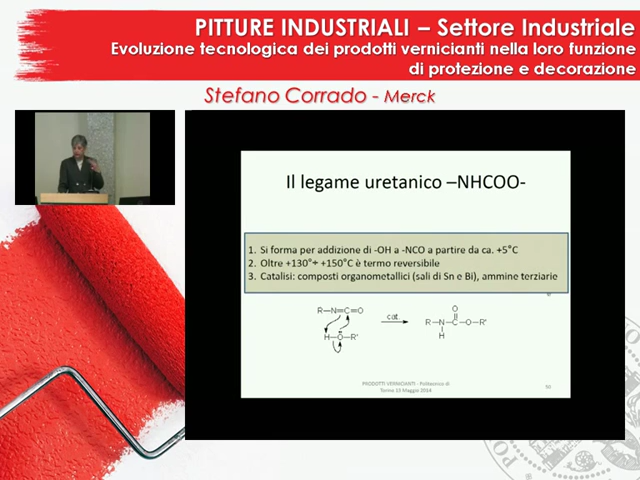 PITTURE INDUSTRIALI – Settore Industriale
Evoluzione tecnologica dei prodotti vernicianti nella loro funzione
di protezione e decorazione
Stefano Corrado - Merck
Il legame uretanico –NHCOO-
1. Si forma per addizione di -OH a -NCO a partire da ca. +5°C
2. Oltre +130°÷ +150°C è termo reversibile
3. Catalisi: composti organometallici (sali di Sn e Bi), ammine terziarie
R—N=C=O
H—O—R'
cat.
O
R—N—C—O—R'
H
PRODOTTI VERNICIANTI - Politecnico di
Torino 13 Maggio 2014